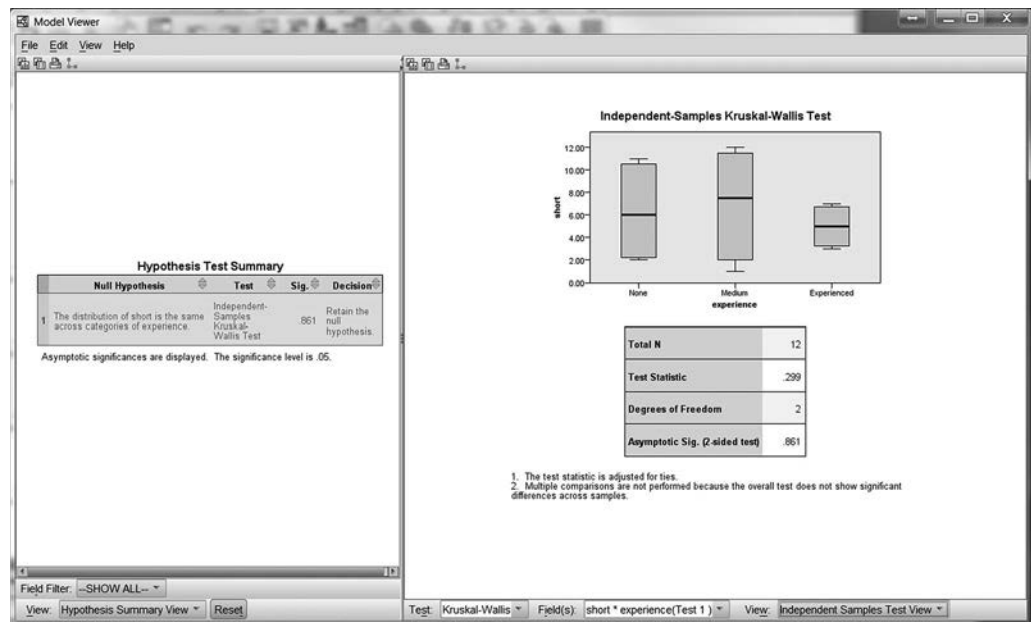 Model Viewer
File Edit View Help
Hypothesis Test Summary
Null Hypothesis Test Sig. Decision
1 The distribution of short is the same across categories of experience. Independent-Samples Kruskal-Wallis Test .861 Retain the null hypothesis.
Asymptotic significances are displayed. The significance level is .05.
Field Filter: --SHOW ALL--
View: Hypothesis Summary View Reset
Independent-Samples Kruskal-Wallis Test
12.00
10.00
8.00
6.00
4.00
2.00
0.00
short
None Medium Experienced
experience
Total N 12
Test Statistic .299
Degrees of Freedom 2
Asymptotic Sig. (2-sided test) .861
1. The test statistic is adjusted for ties.
2. Multiple comparisons are not performed because the overall test does not show significant
differences across samples.
Test: Kruskal-Wallis Field(s): short * experience(Test 1 ) View: Independent Samples Test View